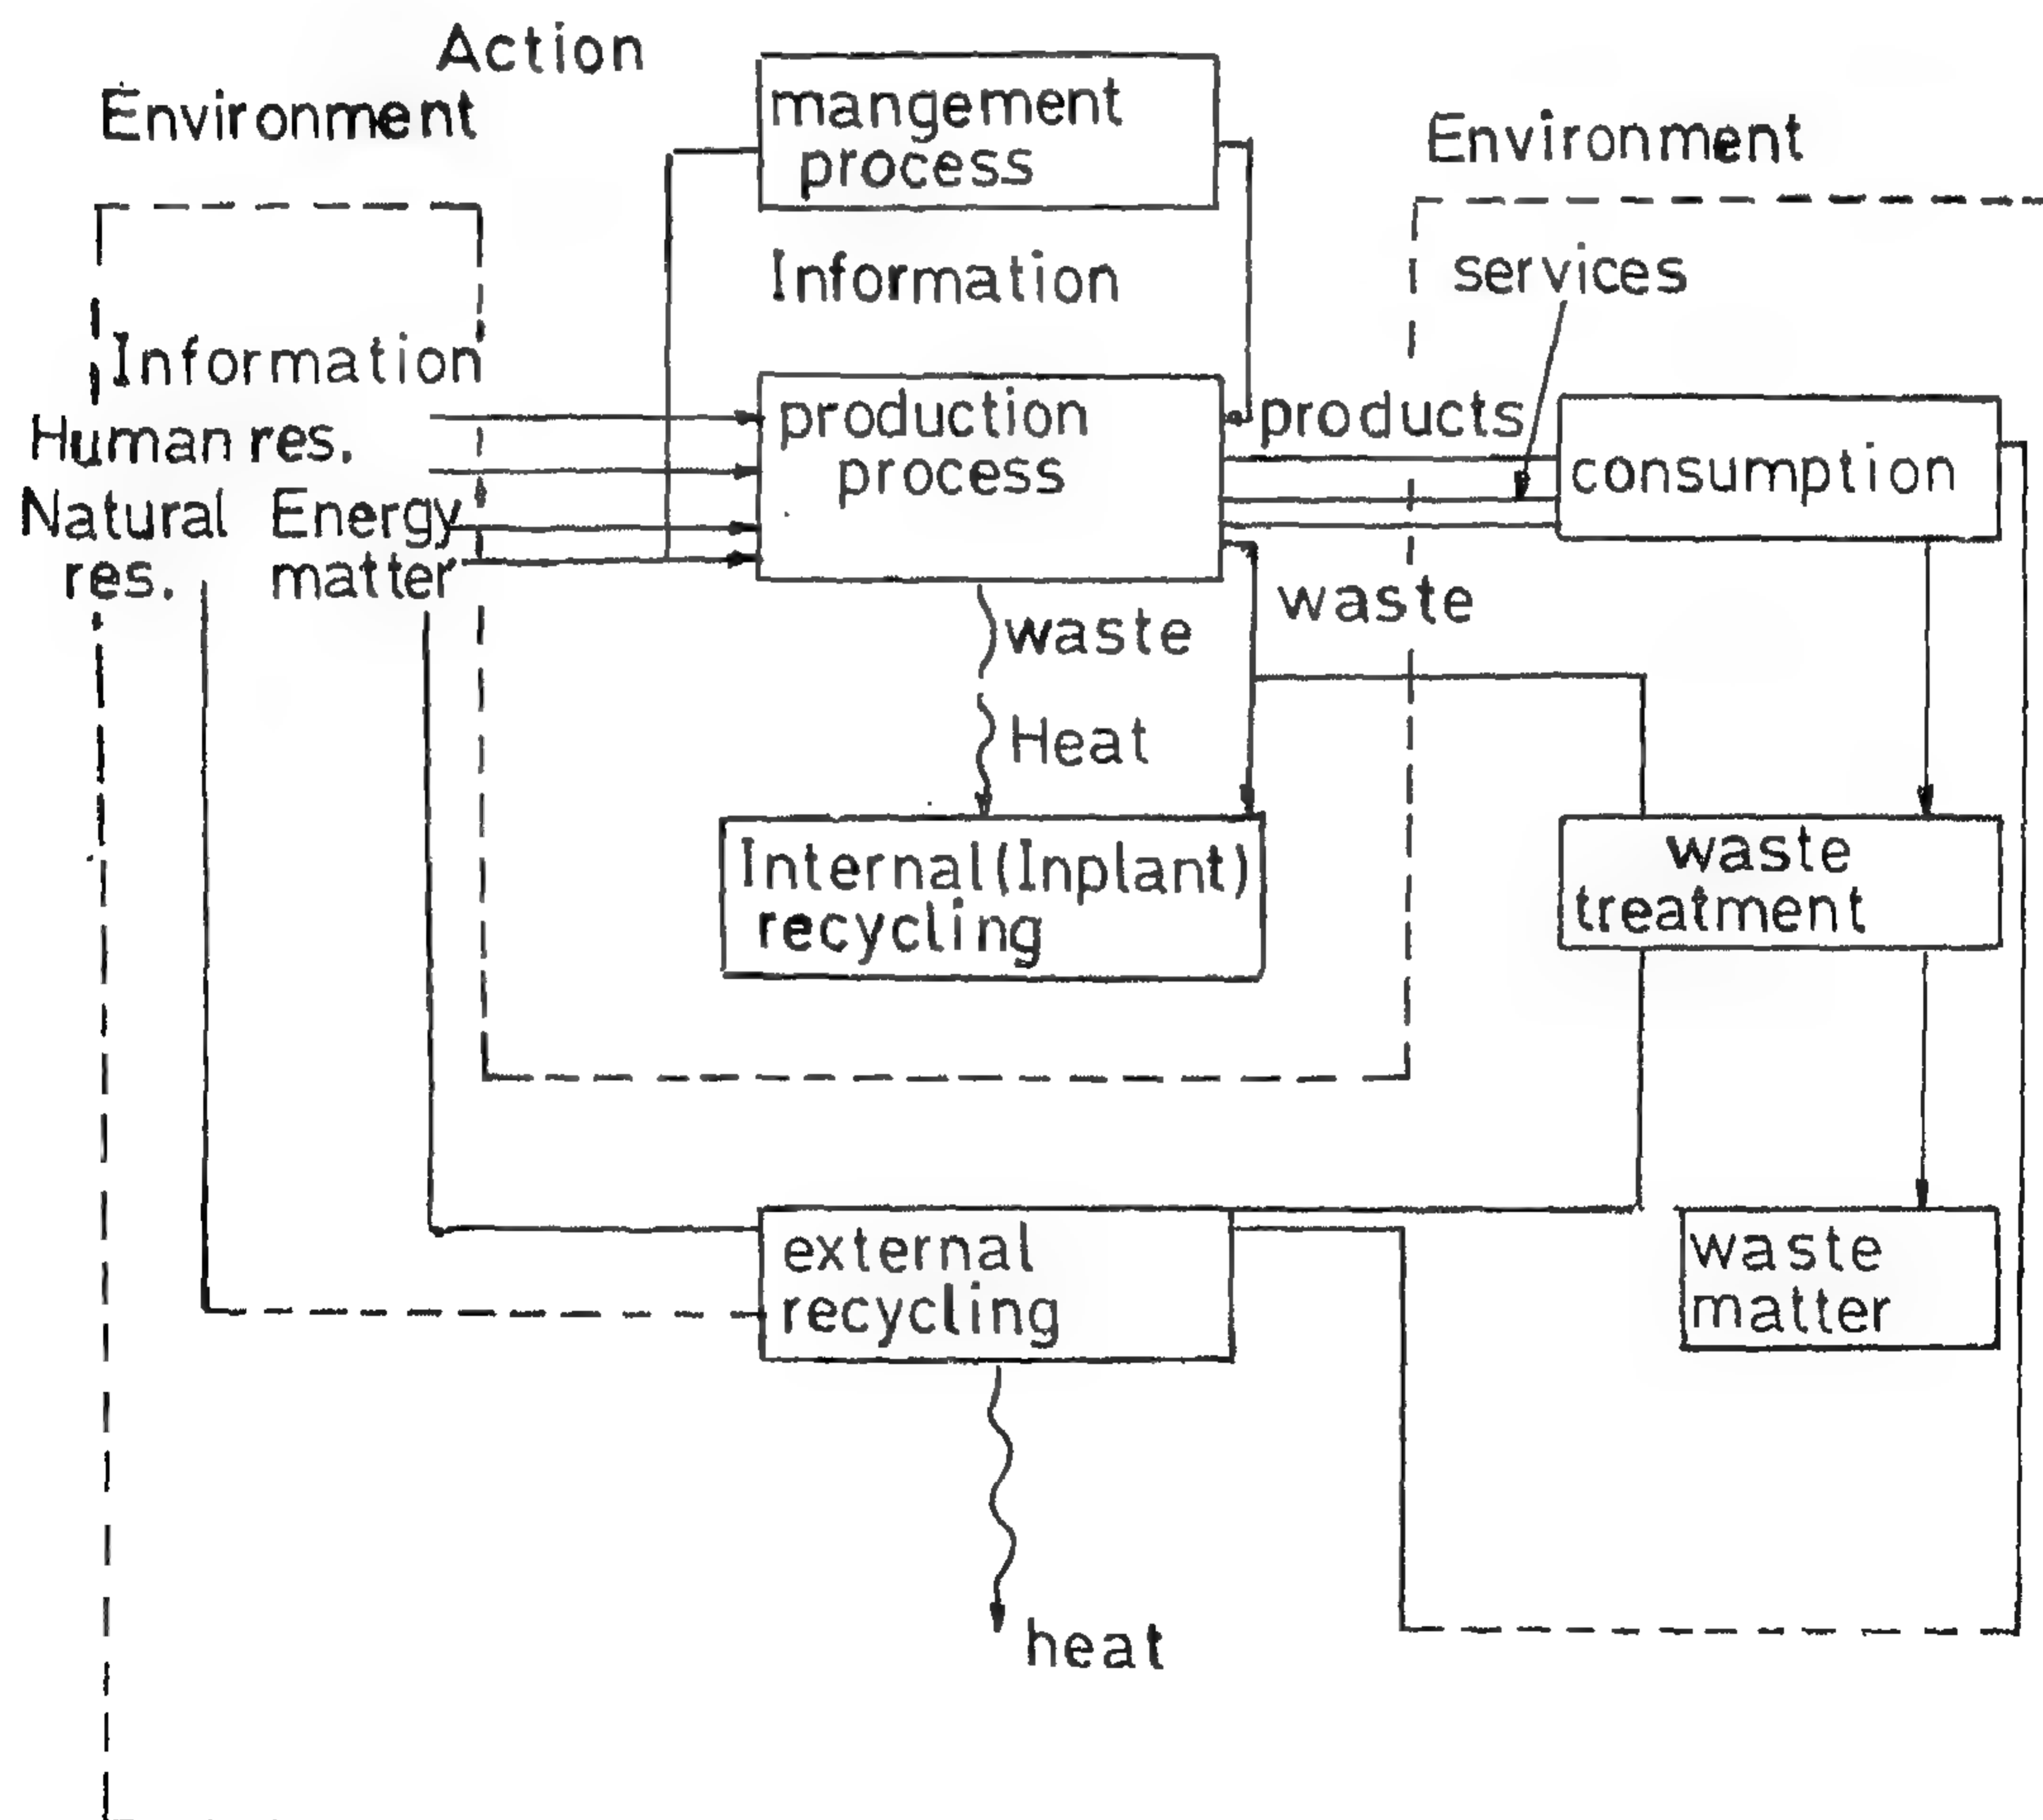 Action
Environment
mangement
process
Environment
Information
services
Information
Human res.
Natural Energy
res. matter
production
process
products
consumption
waste
Heat
waste
Internal(Inplant)
recycling
waste
treatment
external
recycling
waste
matter
heat